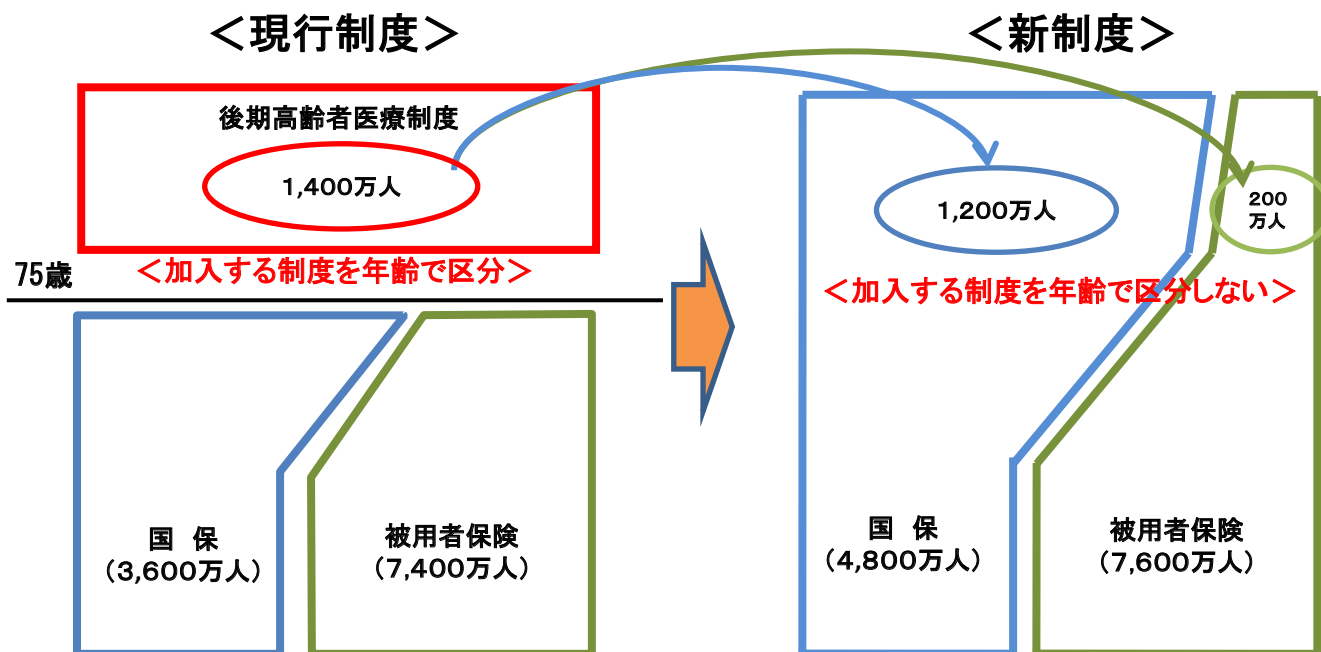 ＜現行制度＞
後期高齢者医療制度
1,400万人
＜加入する制度を年齢で区分＞
75歳
国　保
（3,600万人）
被用者保険
（7,400万人）
＜新制度＞
1,200万人
200
万人
＜加入する制度を年齢で区分しない＞
国　保
（4,800万人）
被用者保険
（7,600万人）